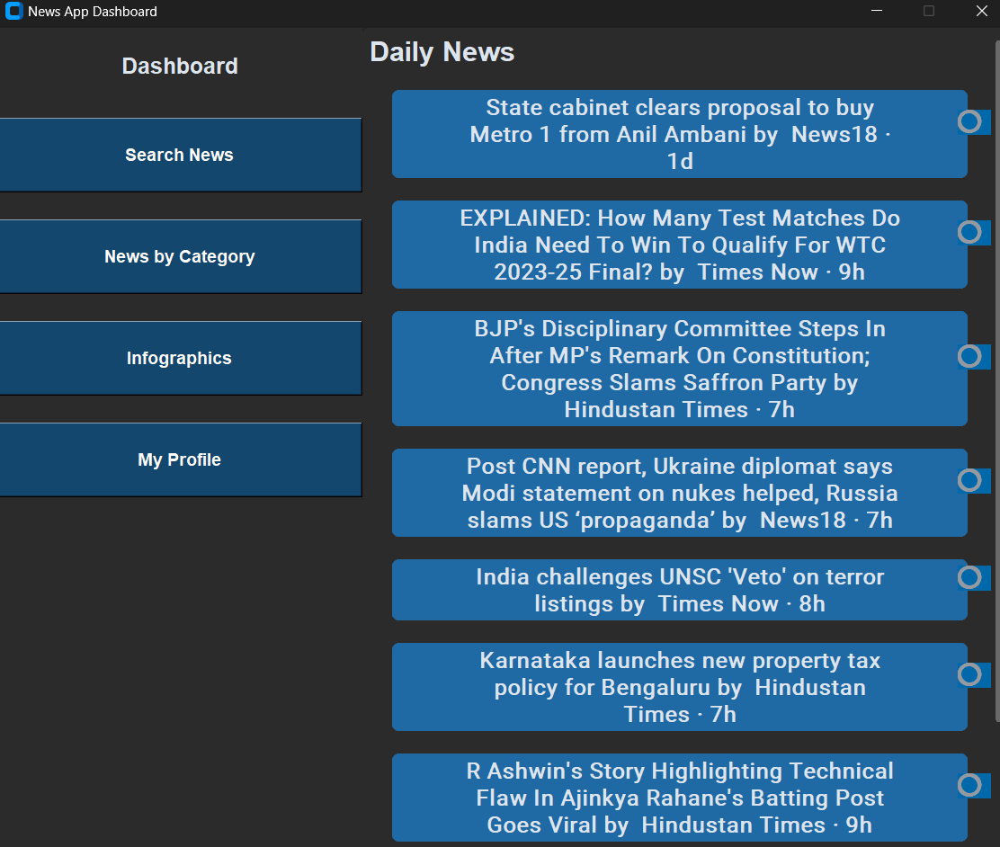 News App Dashboard
Dashboard
Search News
News by Category
Infographics
My Profile
Daily News
State cabinet clears proposal to buy
Metro 1 from Anil Ambani by  News18 ·
1d
EXPLAINED: How Many Test Matches Do
India Need To Win To Qualify For WTC
2023-25 Final? by  Times Now · 9h
BJP's Disciplinary Committee Steps In
After MP's Remark On Constitution;
Congress Slams Saffron Party by
Hindustan Times · 7h
Post CNN report, Ukraine diplomat says
Modi statement on nukes helped, Russia
slams US ‘propaganda’ by  News18 · 7h
India challenges UNSC 'Veto' on terror
listings by  Times Now · 8h
Karnataka launches new property tax
policy for Bengaluru by  Hindustan
Times · 7h
R Ashwin's Story Highlighting Technical
Flaw In Ajinkya Rahane's Batting Post
Goes Viral by  Hindustan Times · 9h